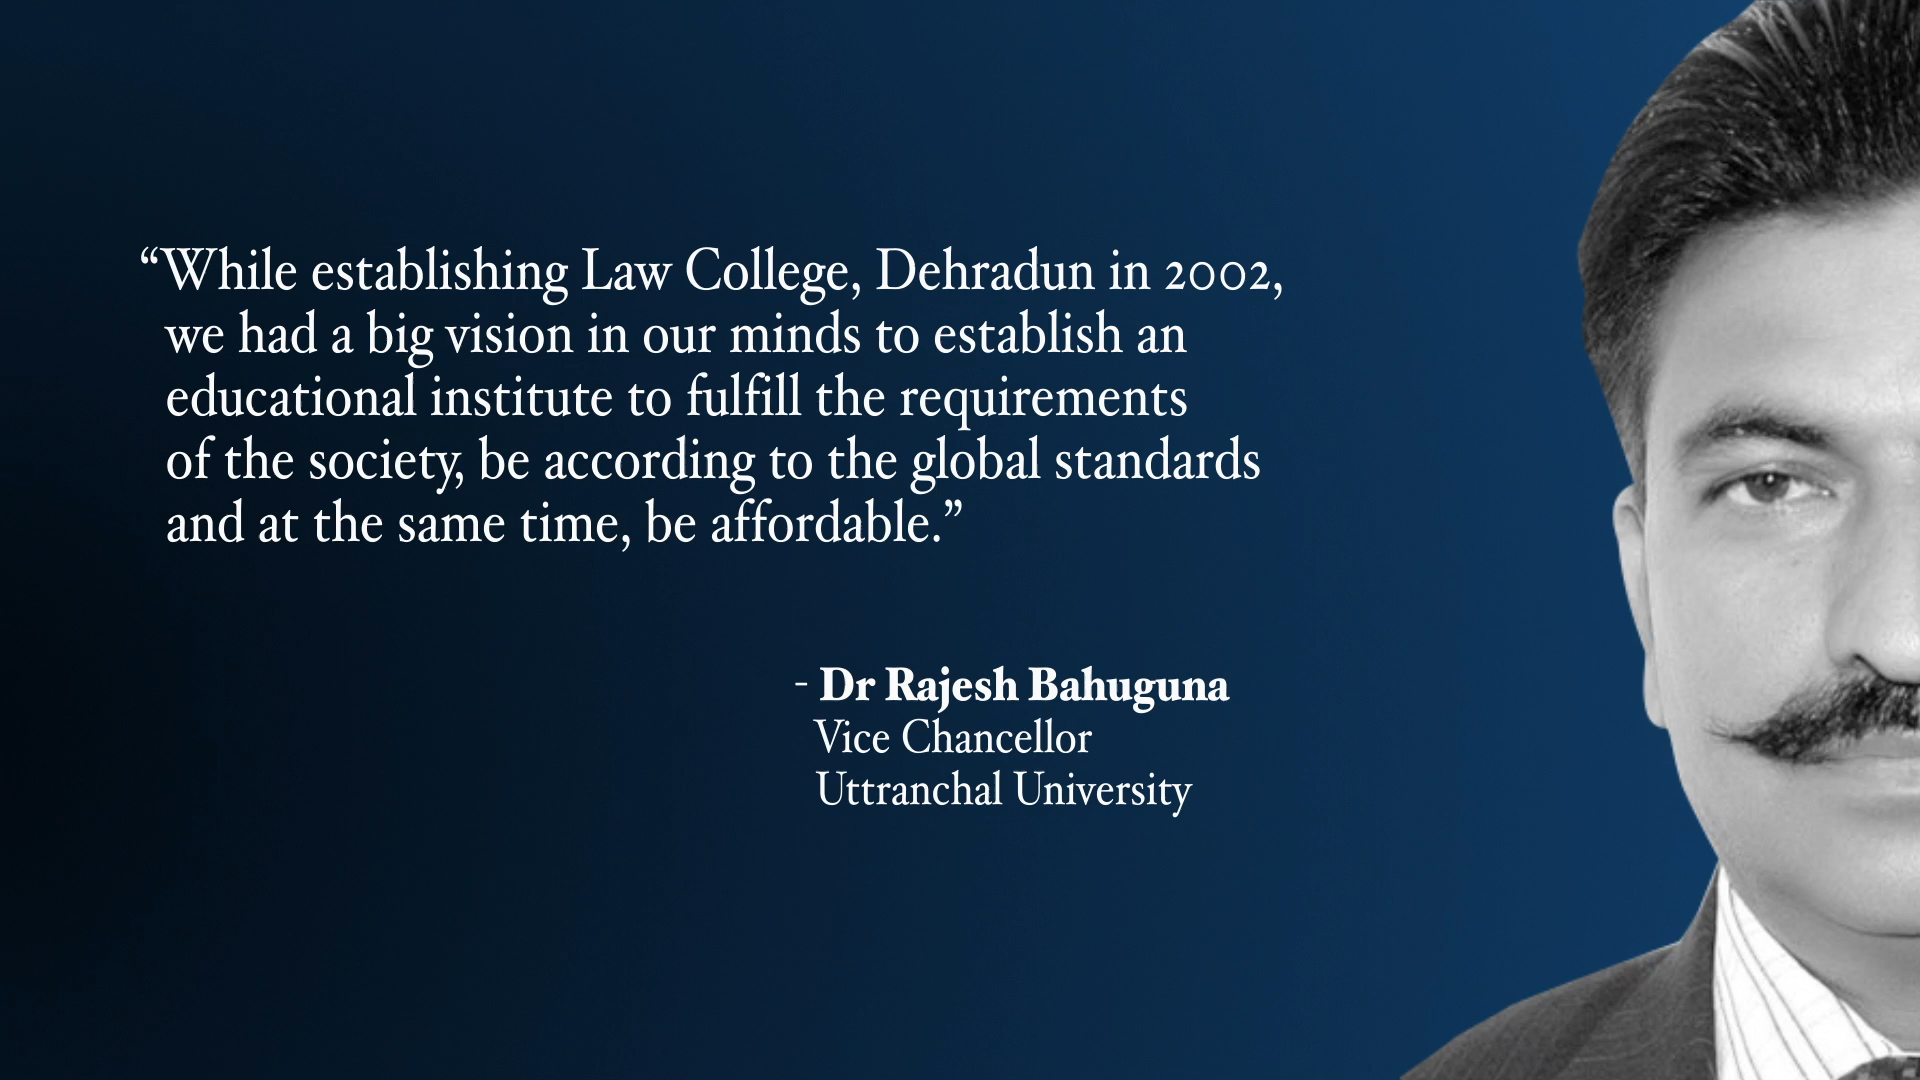 “While establishing Law College, Dehradun in 2002,
we had a big vision in our minds to establish an
educational institute to fulfill the requirements
of the society, be according to the global standards
and at the same time, be affordable.”
- Dr Rajesh Bahuguna
Vice Chancellor
Uttranchal University